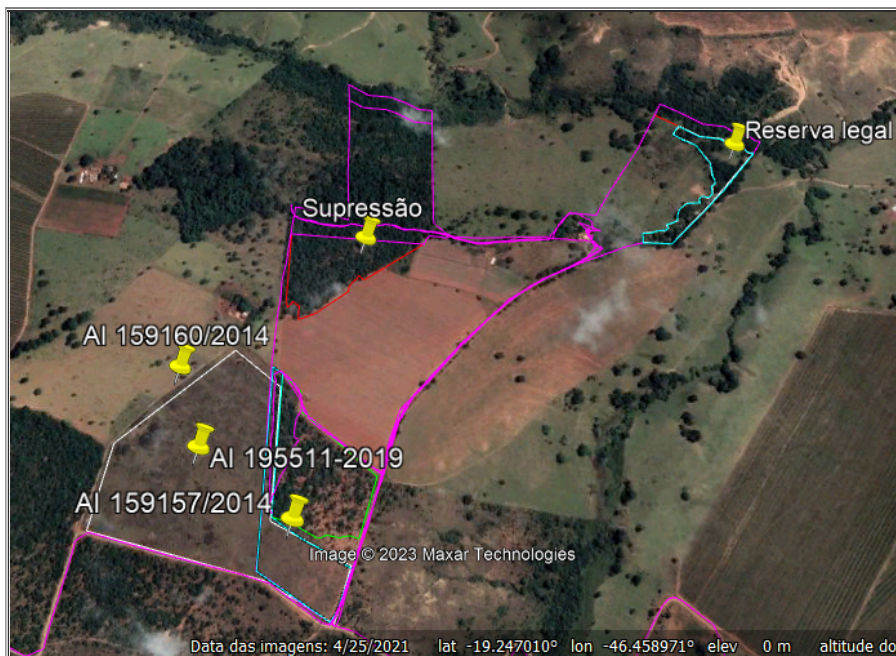 Reserva legal
Supressão
AI 159160/2014
AI 195511-2019
AI 159157/2014
Image © 2023 Maxar Technologies
Data das imagens: 4/25/2021 lat -19.247010° lon -46.458971° elev 0 m altitude do